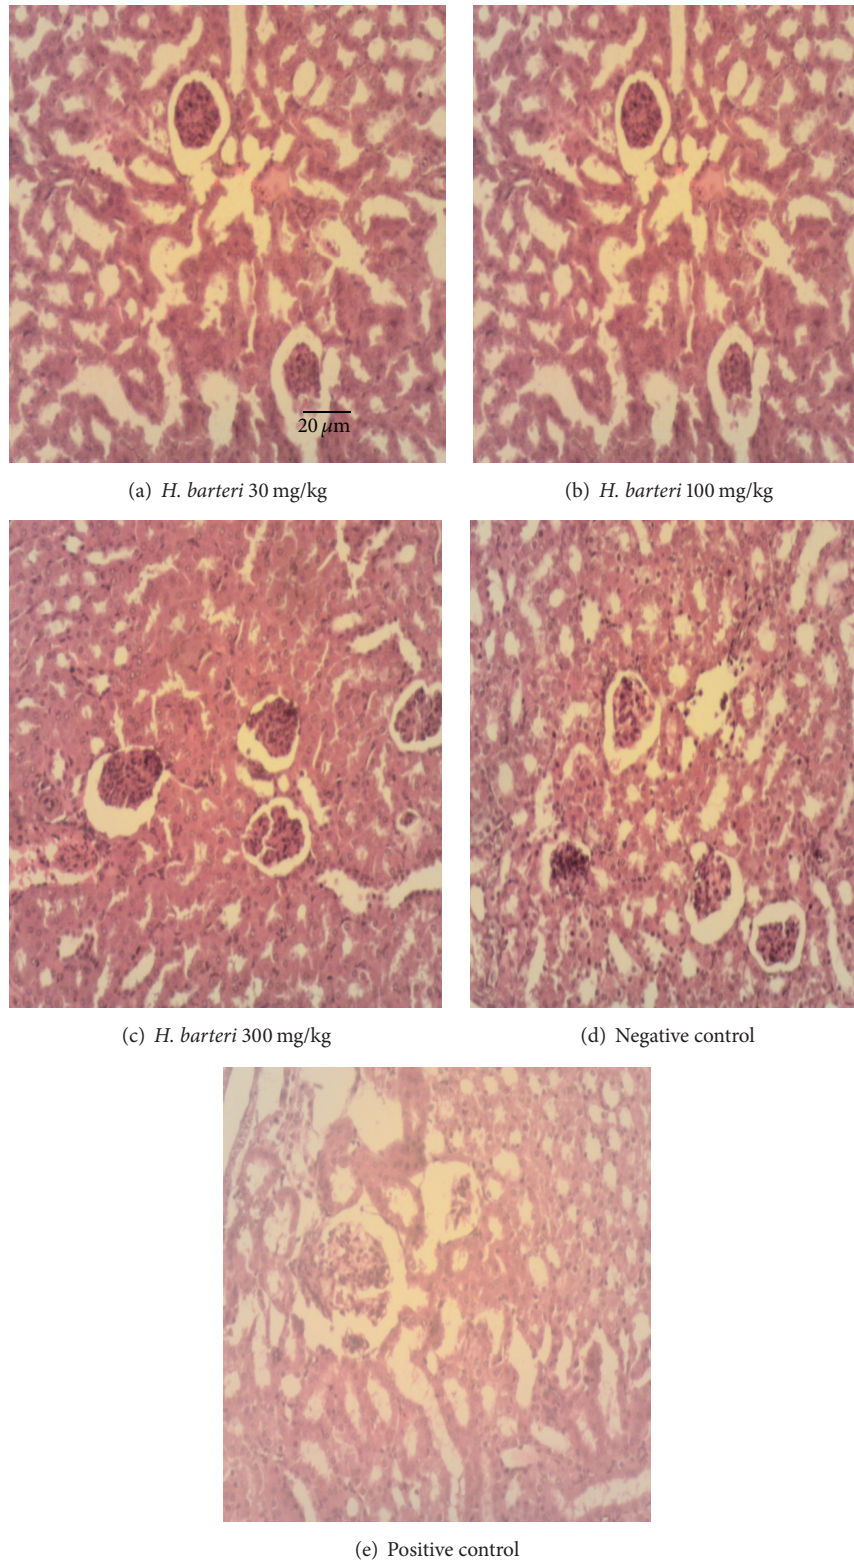 20 µm
(a) H. barteri 30 mg/kg
(b) H. barteri 100 mg/kg
(c) H. barteri 300 mg/kg
(d) Negative control
(e) Positive control